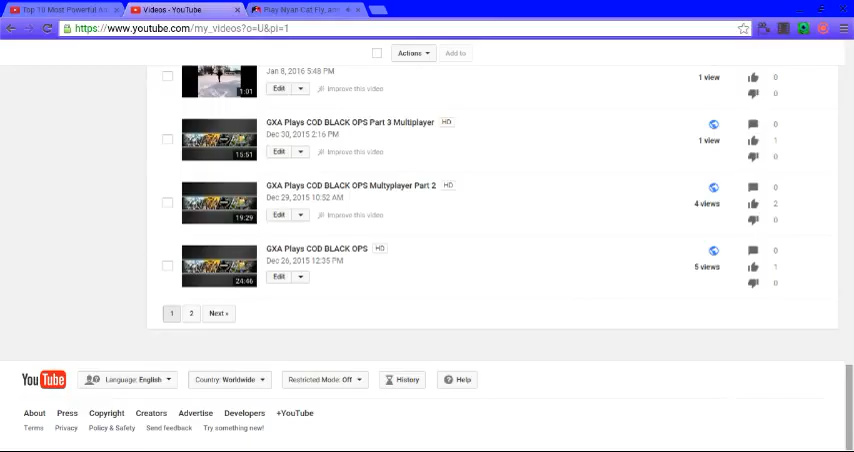 Top 10 Most Powerful N
Videos - YouTube
Play Nyan Cat Fly, a
https://www.youtube.com/my_videos?o=U&pi=1
Actions Add to
Jan 8, 2016 5:48 PM
1 view
0
1:01
Edit Improve this video
0
GXA Plays COD BLACK OPS Part 3 Multiplayer HD
0
Dec 30, 2015 2:16 PM
1 view
1
15:51
Edit Improve this video
0
GXA Plays COD BLACK OPS Multyplayer Part 2 HD
0
Dec 29, 2015 10:52 AM
4 views
2
19:29
Edit Improve this video
0
GXA Plays COD BLACK OPS HD
0
Dec 26, 2015 12:35 PM
5 views
1
24:46
Edit
0
1 2 Next »
YouTube Language: English Country: Worldwide Restricted Mode: Off History Help
About Press Copyright Creators Advertise Developers +YouTube
Terms Privacy Policy & Safety Send feedback Try something new!